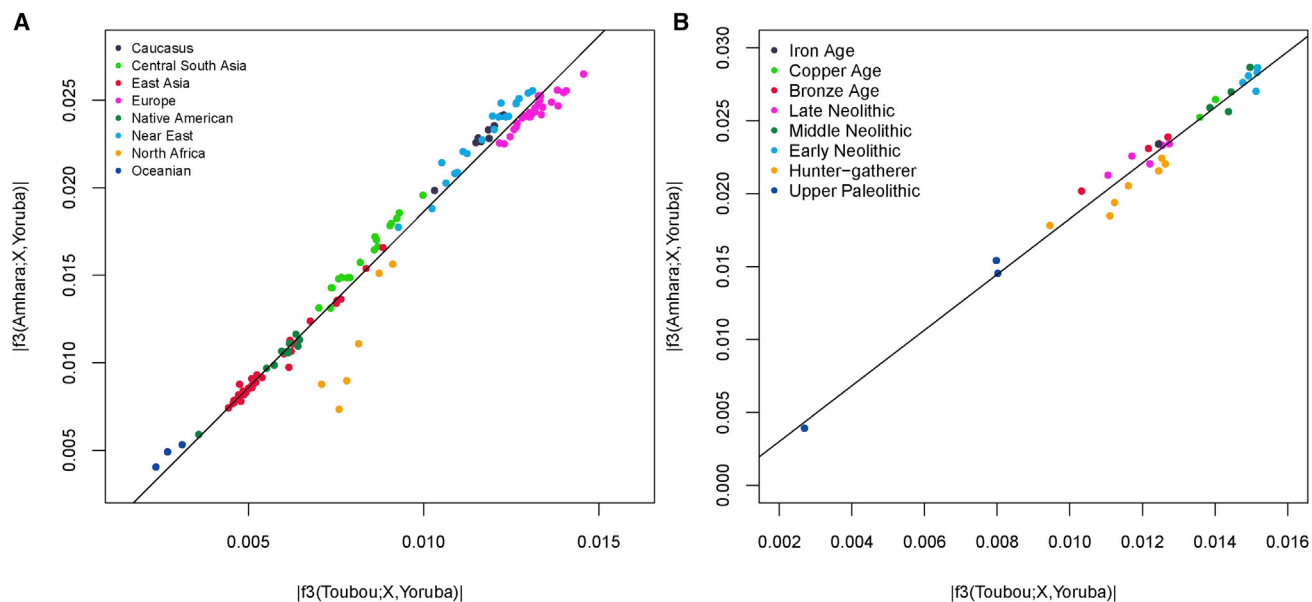 A
Caucasus
Central South Asia
East Asia
Europe
Native American
Near East
North Africa
Oceanian
0.025
0.020
0.015
0.010
0.005
|f3(Amhara;X,Yoruba)|
0.005 0.010 0.015
|f3(Toubou;X,Yoruba)|
B
Iron Age
Copper Age
Bronze Age
Late Neolithic
Middle Neolithic
Early Neolithic
Hunter−gatherer
Upper Paleolithic
0.030
0.025
0.020
0.015
0.010
0.005
0.000
|f3(Amhara;X,Yoruba)|
0.002 0.004 0.006 0.008 0.010 0.012 0.014 0.016
|f3(Toubou;X,Yoruba)|